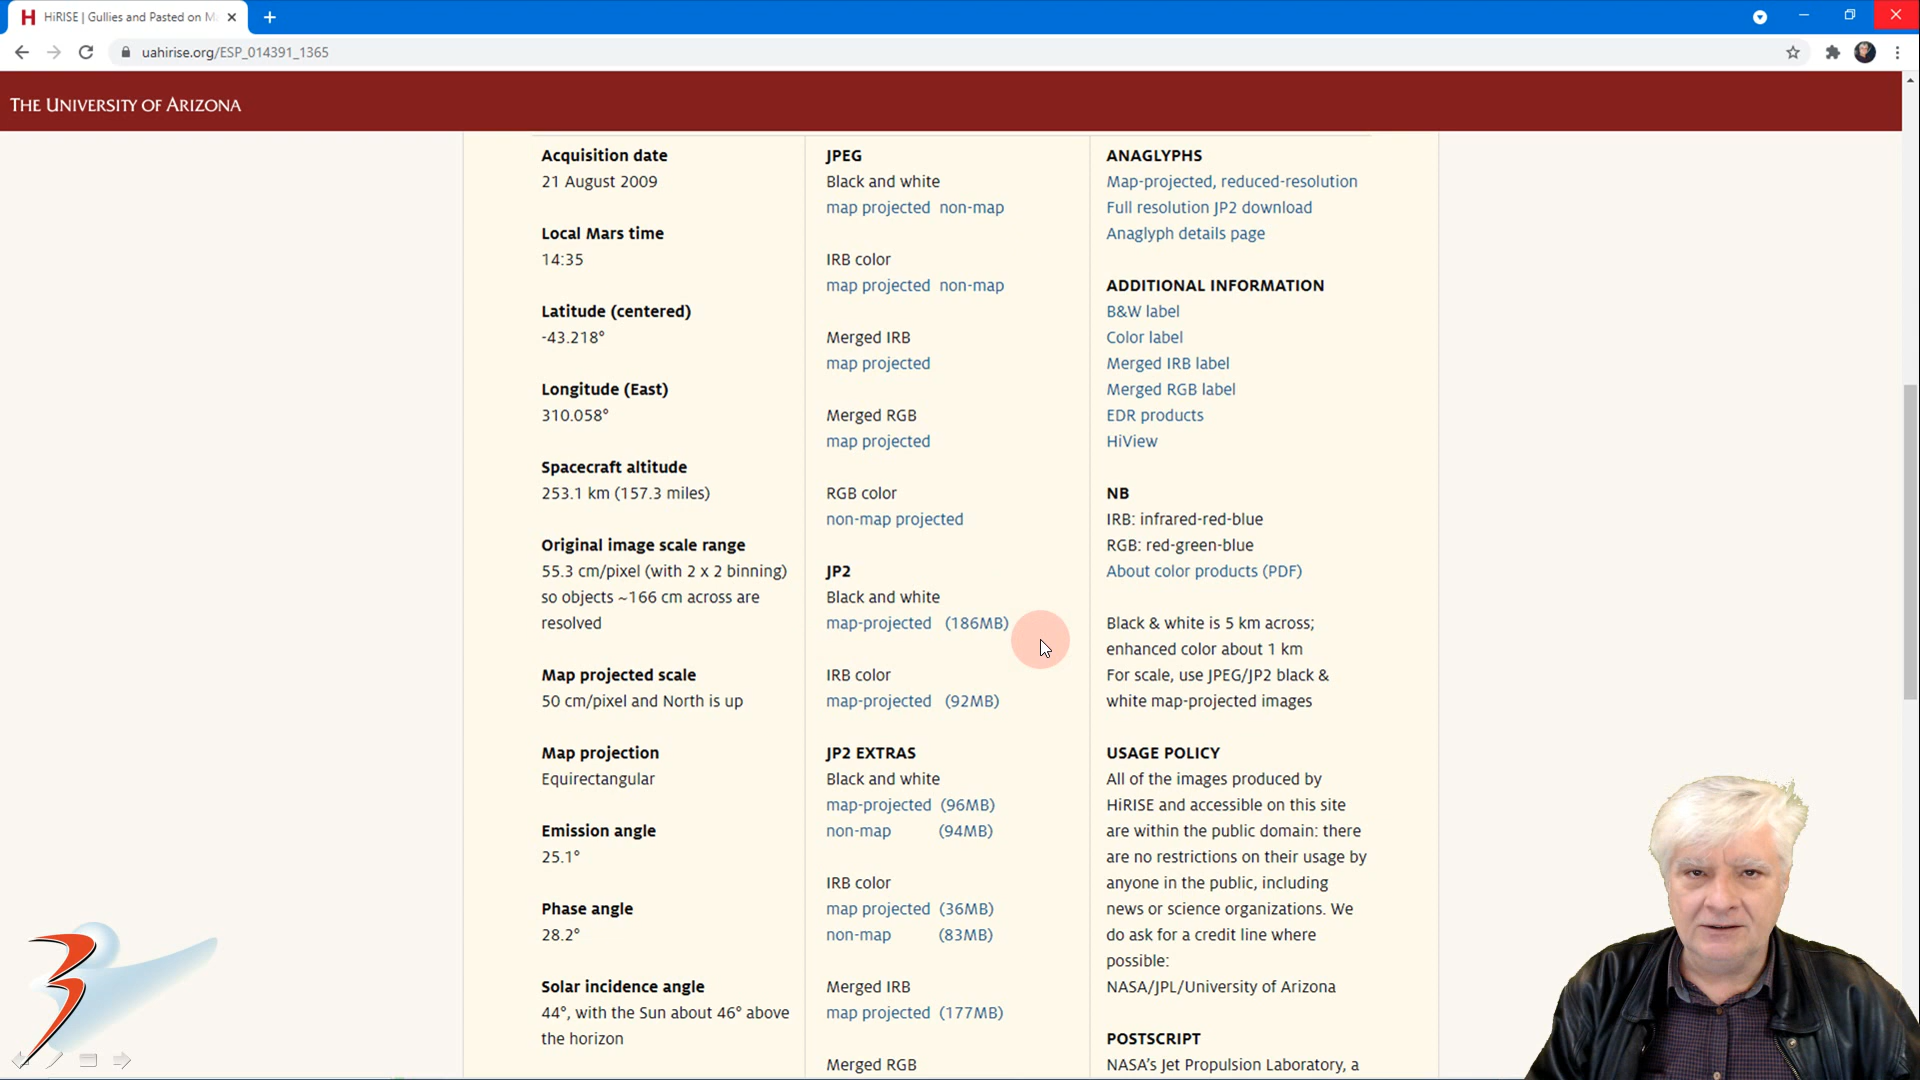 HiRISE | Gullies and Pasted on M
uahirise.org/ESP_014391_1365
THE UNIVERSITY OF ARIZONA
Acquisition date
21 August 2009
Local Mars time
14:35
Latitude (centered)
-43.218°
Longitude (East)
310.058°
Spacecraft altitude
253.1 km (157.3 miles)
Original image scale range
55.3 cm/pixel (with 2 x 2 binning)
so objects ~166 cm across are
resolved
Map projected scale
50 cm/pixel and North is up
Map projection
Equirectangular
Emission angle
25.1°
Phase angle
28.2°
Solar incidence angle
44°, with the Sun about 46° above
the horizon
JPEG
Black and white
map projected non-map
IRB color
map projected non-map
Merged IRB
map projected
Merged RGB
map projected
RGB color
non-map projected
JP2
Black and white
map-projected (186MB)
IRB color
map-projected (92MB)
JP2 EXTRAS
Black and white
map-projected (96MB)
non-map (94MB)
IRB color
map projected (36MB)
non-map (83MB)
Merged IRB
map projected (177MB)
Merged RGB
ANAGLYPHS
Map-projected, reduced-resolution
Full resolution JP2 download
Anaglyph details page
ADDITIONAL INFORMATION
B&W label
Color label
Merged IRB label
Merged RGB label
EDR products
HiView
NB
IRB: infrared-red-blue
RGB: red-green-blue
About color products (PDF)
Black & white is 5 km across;
enhanced color about 1 km
For scale, use JPEG/JP2 black &
white map-projected images
USAGE POLICY
All of the images produced by
HiRISE and accessible on this site
are within the public domain: there
are no restrictions on their usage by
anyone in the public, including
news or science organizations. We
do ask for a credit line where
possible:
NASA/JPL/University of Arizona
POSTSCRIPT
NASA's Jet Propulsion Laboratory, a